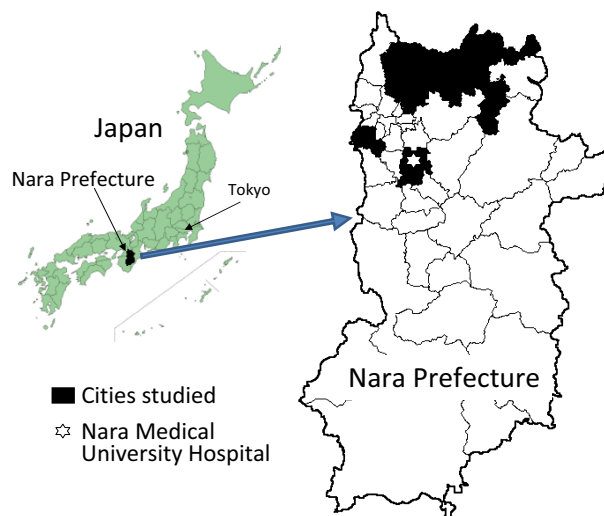 Japan
Nara Prefecture
Tokyo
Nara Prefecture
Cities studied
Nara Medical
University Hospital